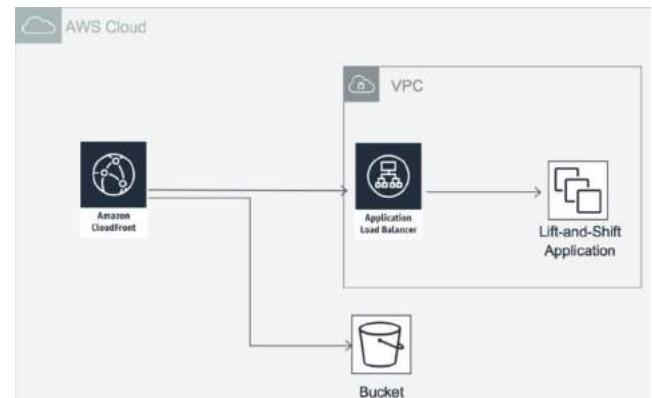 AWS Cloud
VPC
Amazon
CloudFront
Application
Load Balancer
Lift-and-Shift
Application
Bucket